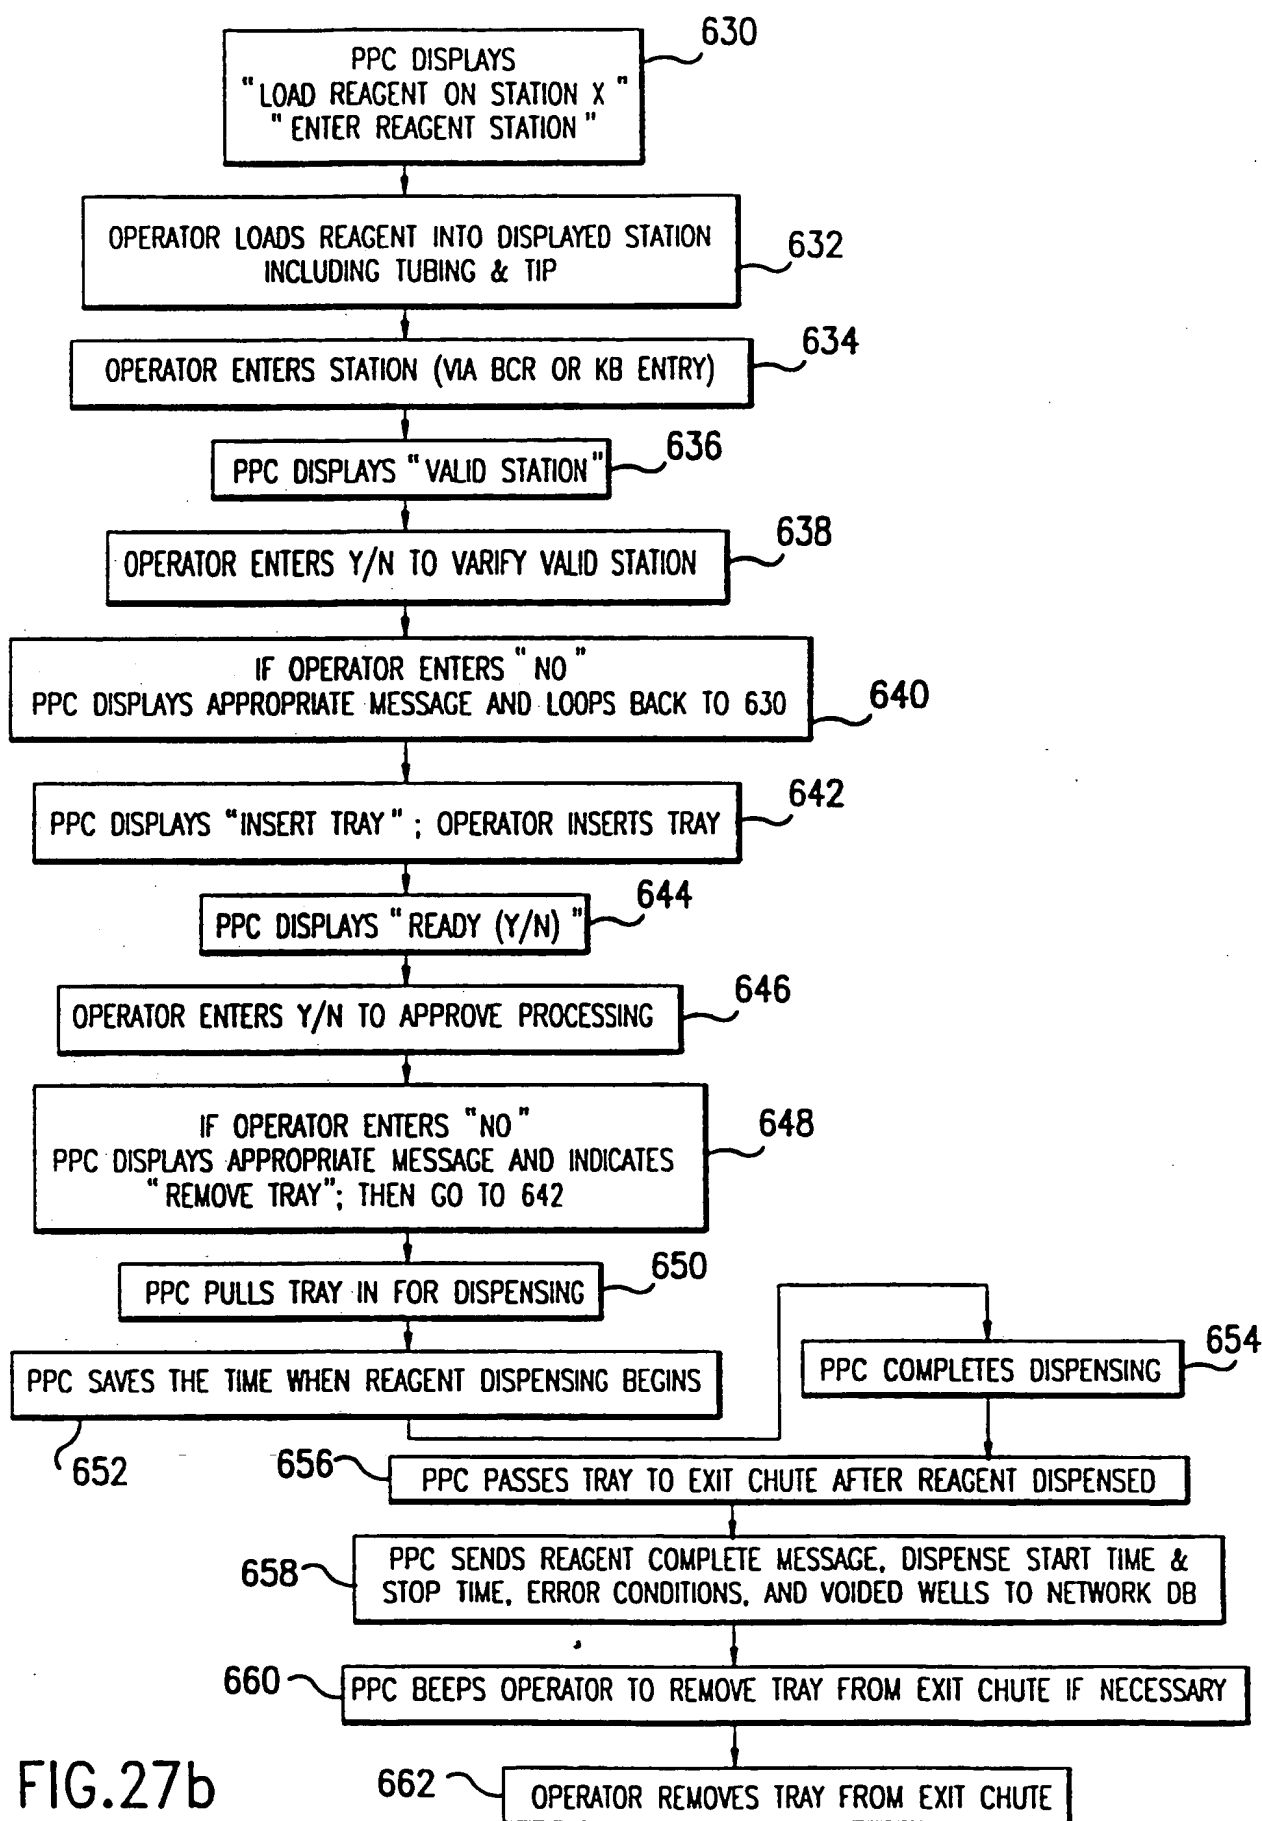 630
PPC DISPLAYS
"LOAD REAGENT ON STATION X"
"ENTER REAGENT STATION"
OPERATOR LOADS REAGENT INTO DISPLAYED STATION
INCLUDING TUBING & TIP
632
OPERATOR ENTERS STATION (VIA BCR OR KB ENTRY)
634
PPC DISPLAYS "VALID STATION"
636
OPERATOR ENTERS Y/N TO VARIFY VALID STATION
638
IF OPERATOR ENTERS "NO"
PPC DISPLAYS APPROPRIATE MESSAGE AND LOOPS BACK TO 630
640
PPC DISPLAYS "INSERT TRAY"; OPERATOR INSERTS TRAY
642
PPC DISPLAYS "READY (Y/N)"
644
OPERATOR ENTERS Y/N TO APPROVE PROCESSING
646
IF OPERATOR ENTERS "NO"
PPC DISPLAYS APPROPRIATE MESSAGE AND INDICATES
"REMOVE TRAY"; THEN GO TO 642
648
PPC PULLS TRAY IN FOR DISPENSING
650
PPC SAVES THE TIME WHEN REAGENT DISPENSING BEGINS
652
PPC COMPLETES DISPENSING
654
656
PPC PASSES TRAY TO EXIT CHUTE AFTER REAGENT DISPENSED
658
PPC SENDS REAGENT COMPLETE MESSAGE, DISPENSE START TIME &
STOP TIME, ERROR CONDITIONS, AND VOIDED WELLS TO NETWORK DB
660
PPC BEEPS OPERATOR TO REMOVE TRAY FROM EXIT CHUTE IF NECESSARY
662
OPERATOR REMOVES TRAY FROM EXIT CHUTE
FIG.27b